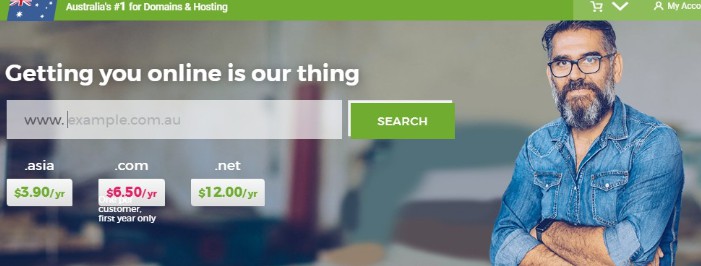 Australia's #1 for Domains & Hosting
My Acco
Getting you online is our thing
www. example.com.au
SEARCH
.asia
.com
.net
$3.90/yr
$6.50/yr
$12.00/yr
customer,
first year only